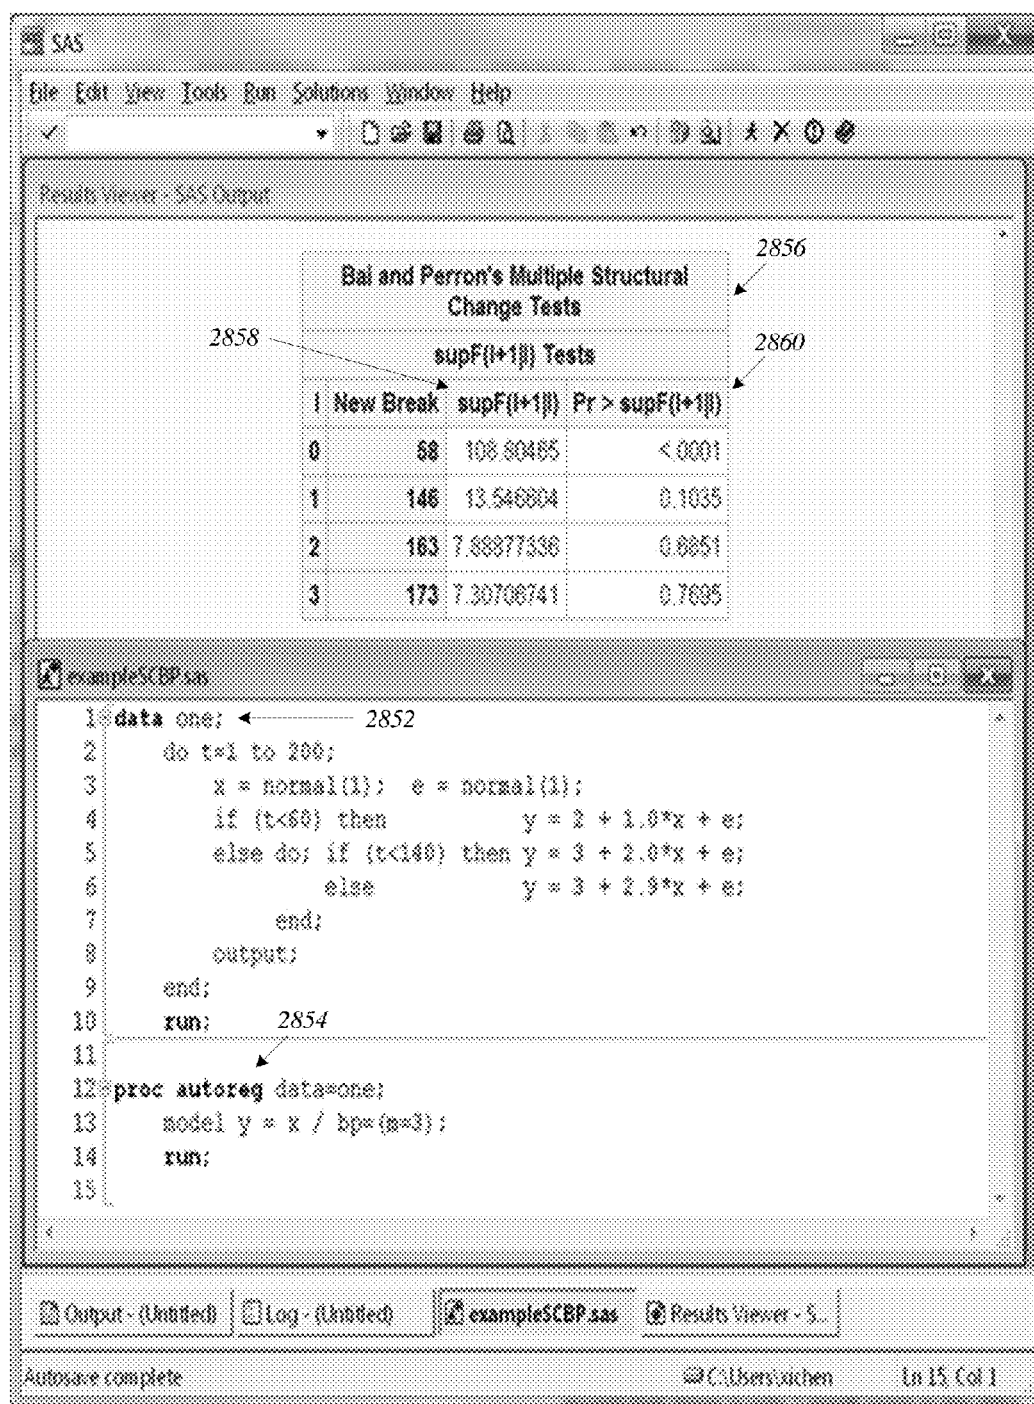 SAS
File Edit View Tools Run Solutions Window Help
Results Viewer - SAS Output
2856
Bai and Perron's Multiple Structural
Change Tests
2858
supF(l+1|l) Tests
2860
l New Break supF(l+1|l) Pr > supF(l+1|l)
0 58 108.80465 <.0001
1 146 13.546804 0.1035
2 163 7.88877336 0.6851
3 173 7.30706741 0.7695
exampleSCBP.sas
1 data one; 2852
2 do t=1 to 200;
3 x = normal(1); e = normal(1);
4 if (t<60) then y = 2 + 1.0*x + e;
5 else do; if (t<140) then y = 3 + 2.0*x + e;
6 else y = 3 + 2.9*x + e;
7 end;
8 output;
9 end;
10 run; 2854
11
12 proc autoreg data=one;
13 model y = x / bp=(m=3);
14 run;
15
Output - (Untitled) Log - (Untitled) exampleSCBP.sas Results Viewer - S...
Autosave complete C:\Users\xichen Ln 15, Col 1